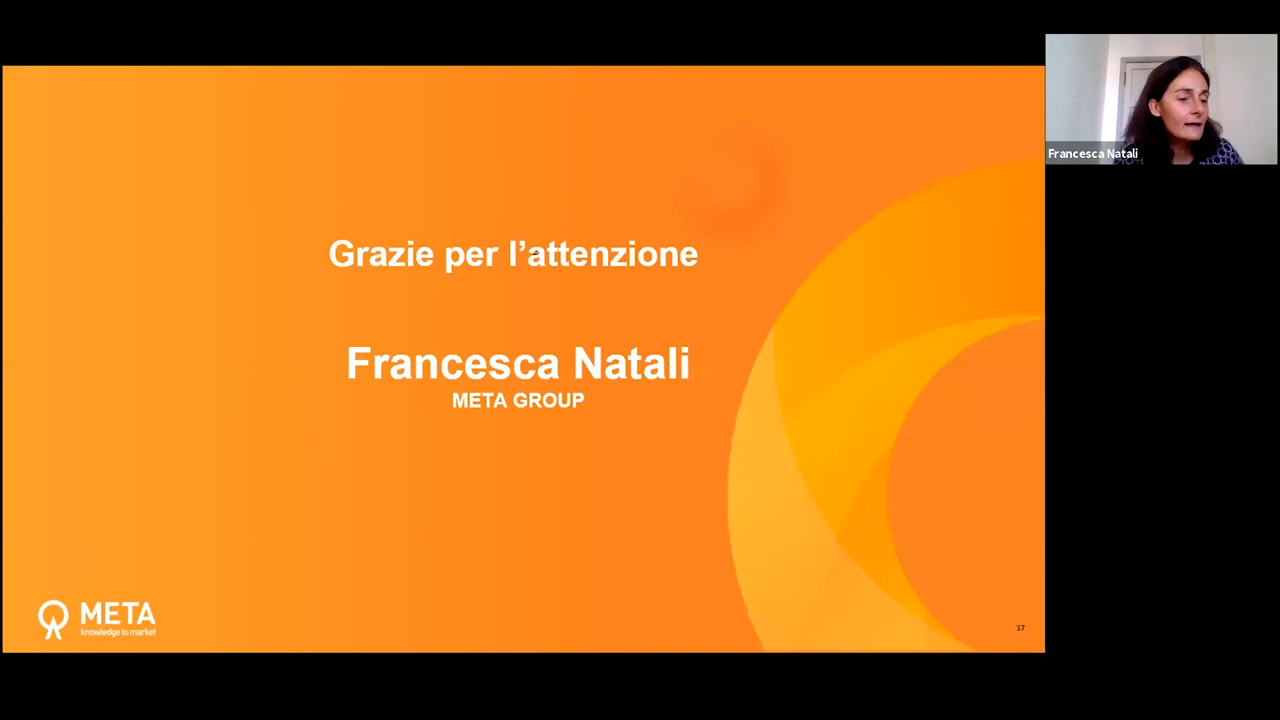 Grazie per l’attenzione
Francesca Natali
META GROUP
META
knowledge to market
37
Francesca Natali